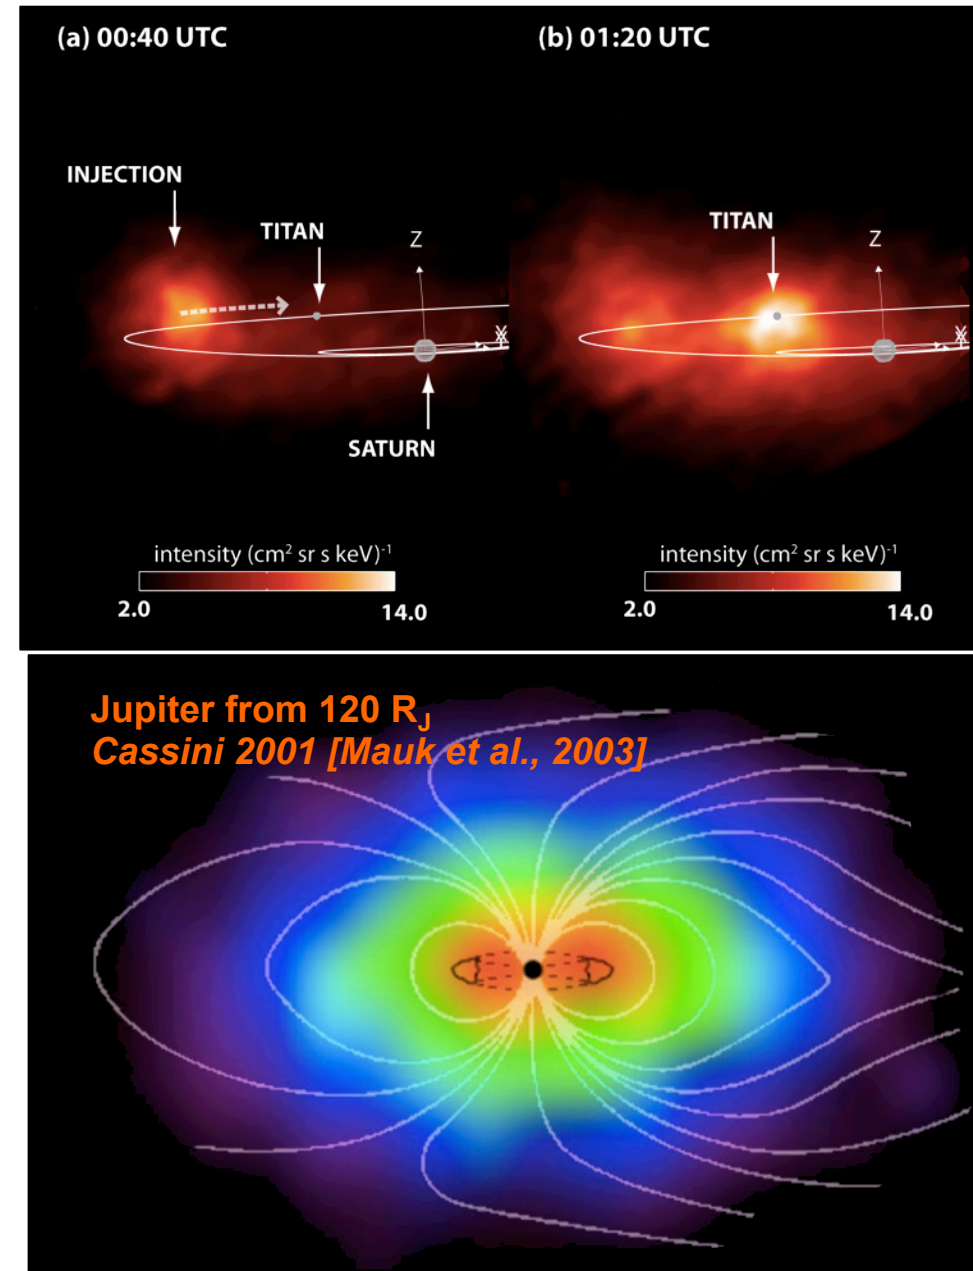 (a) 00:40 UTC
(b) 01:20 UTC
INJECTION
TITAN
Z
TITAN
Z
X
Y
X
Y
SATURN
intensity (cm² sr s keV)⁻¹
2.0 14.0
intensity (cm² sr s keV)⁻¹
2.0 14.0
Jupiter from 120 R_J
Cassini 2001 [Mauk et al., 2003]